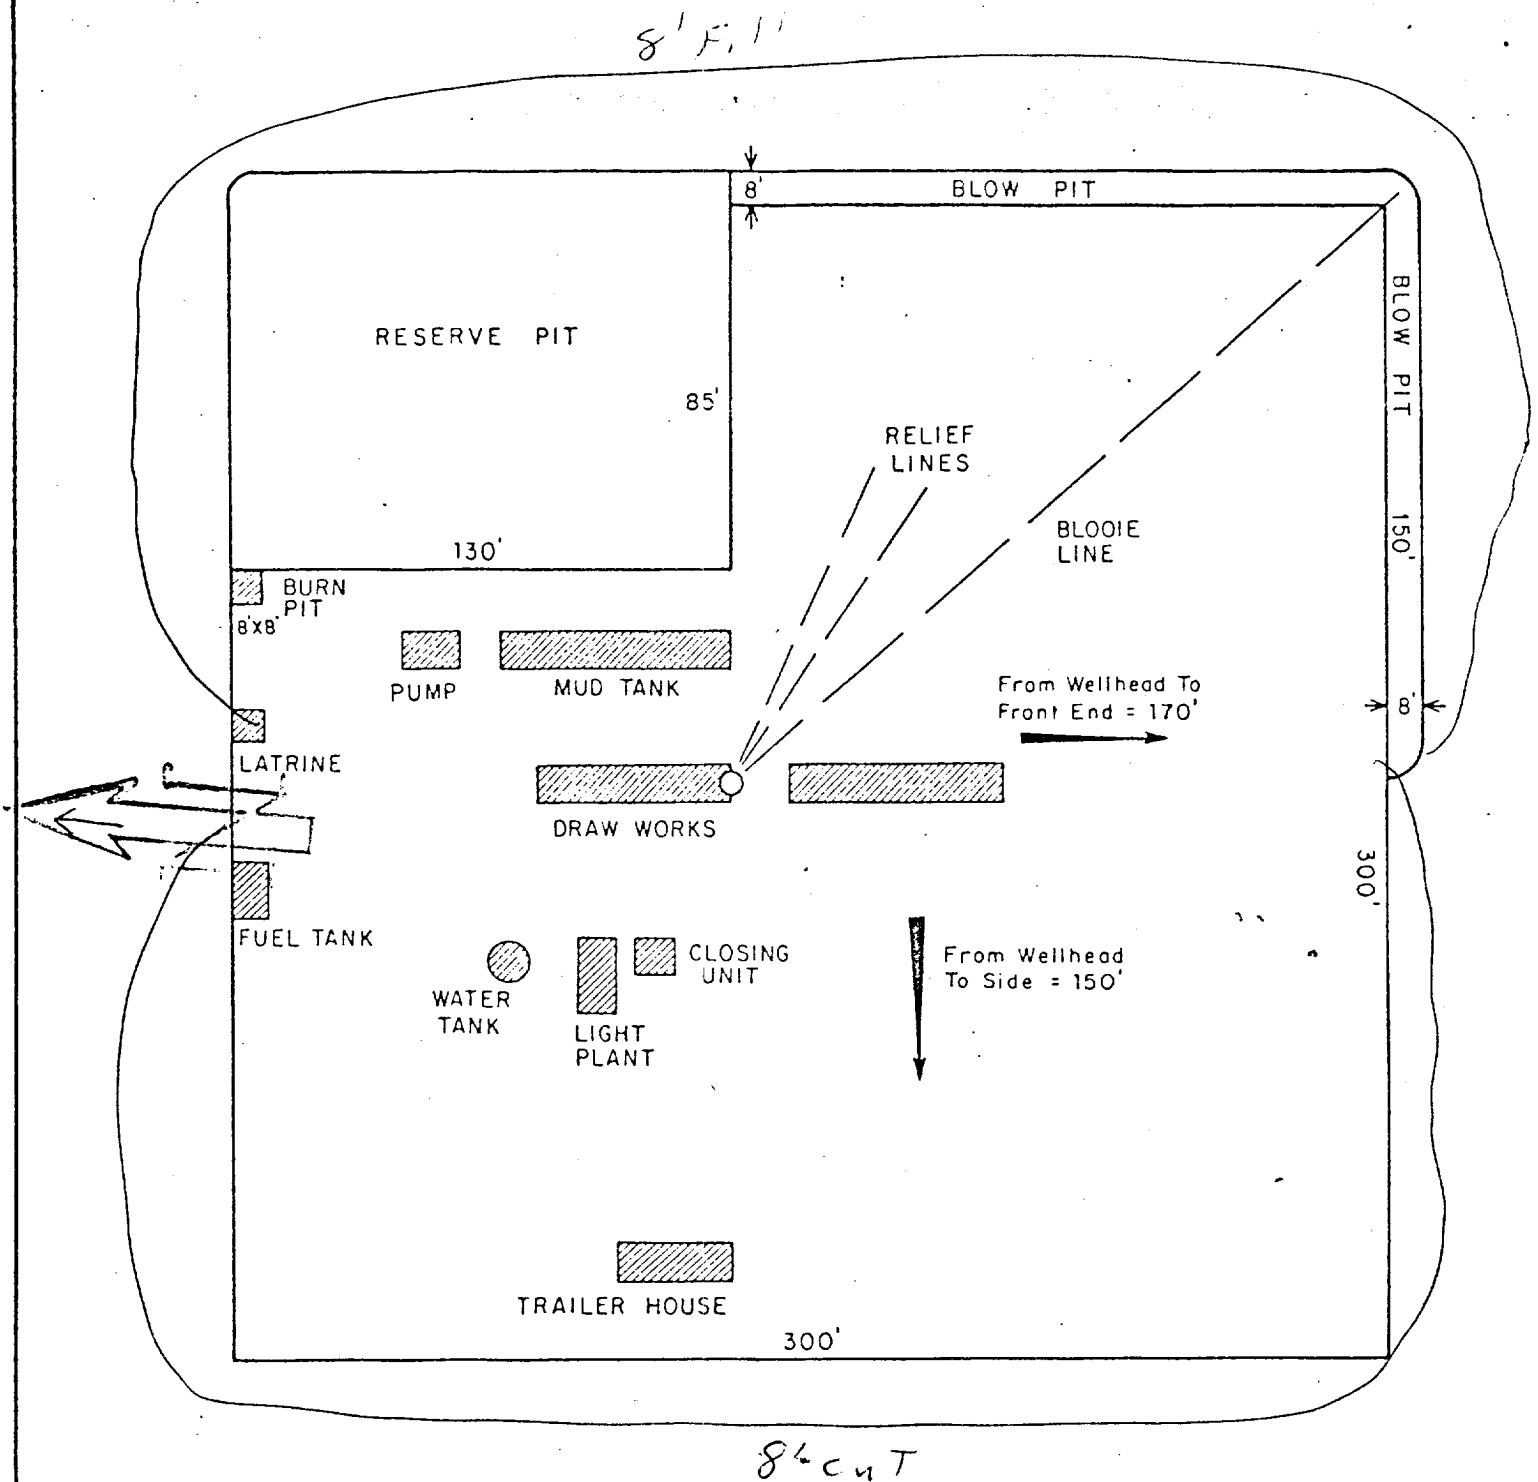 8' Fill
8'
BLOW PIT
BLOW PIT
RESERVE PIT
85'
RELIEF
LINES
130'
BLOOIE
LINE
150'
BURN
PIT
8'X8'
PUMP
MUD TANK
From Wellhead To
Front End = 170'
8'
LATRINE
DRAW WORKS
300'
FUEL TANK
CLOSING
UNIT
From Wellhead
To Side = 150'
WATER
TANK
LIGHT
PLANT
TRAILER HOUSE
300'
cuT